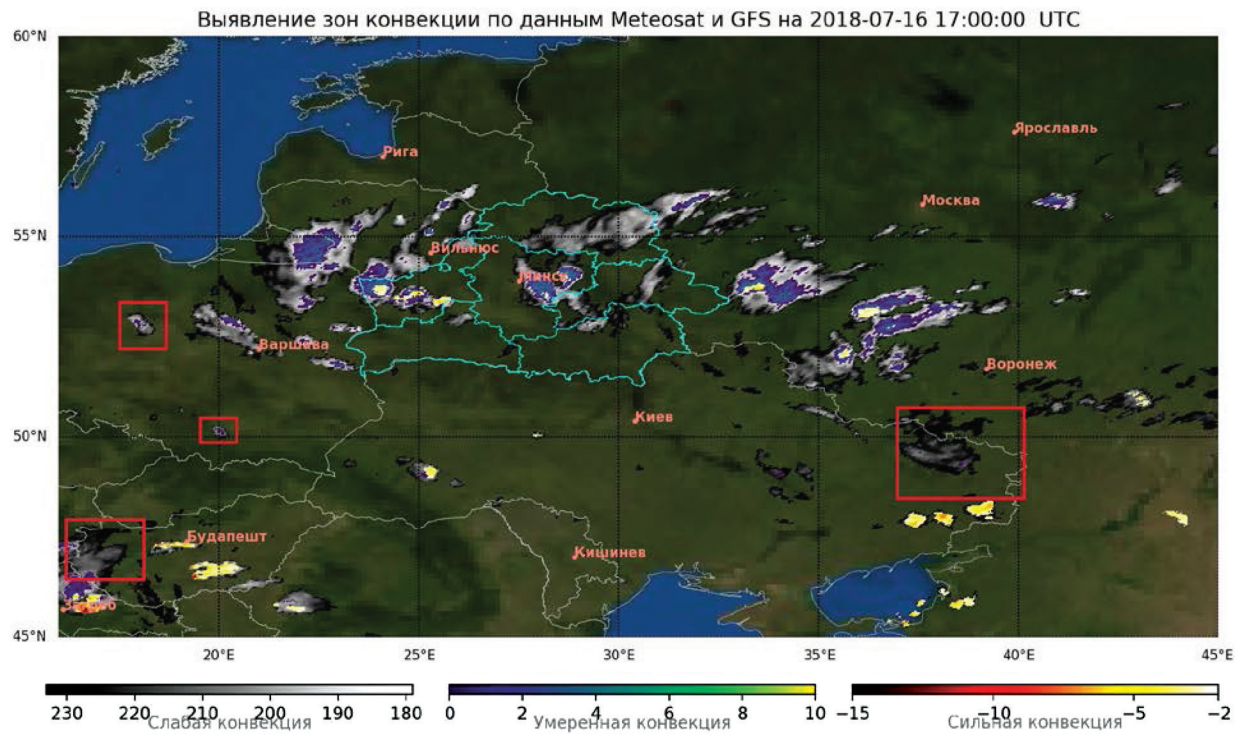 Выявление зон конвекции по данным Meteosat и GFS на 2018-07-16 17:00:00 UTC
60°N
Ярославль
Рига
Москва
55°N
Вильнюс
Минск
Варшава
Воронеж
Киев
50°N
Будапешт
Кишинев
45°N
20°E 25°E 30°E 35°E 40°E 45°E
230 220 210 200 190 180 0 2 4 6 8 10 −15 −10 −5 −2
Слабая конвекция Умеренная конвекция Сильная конвекция